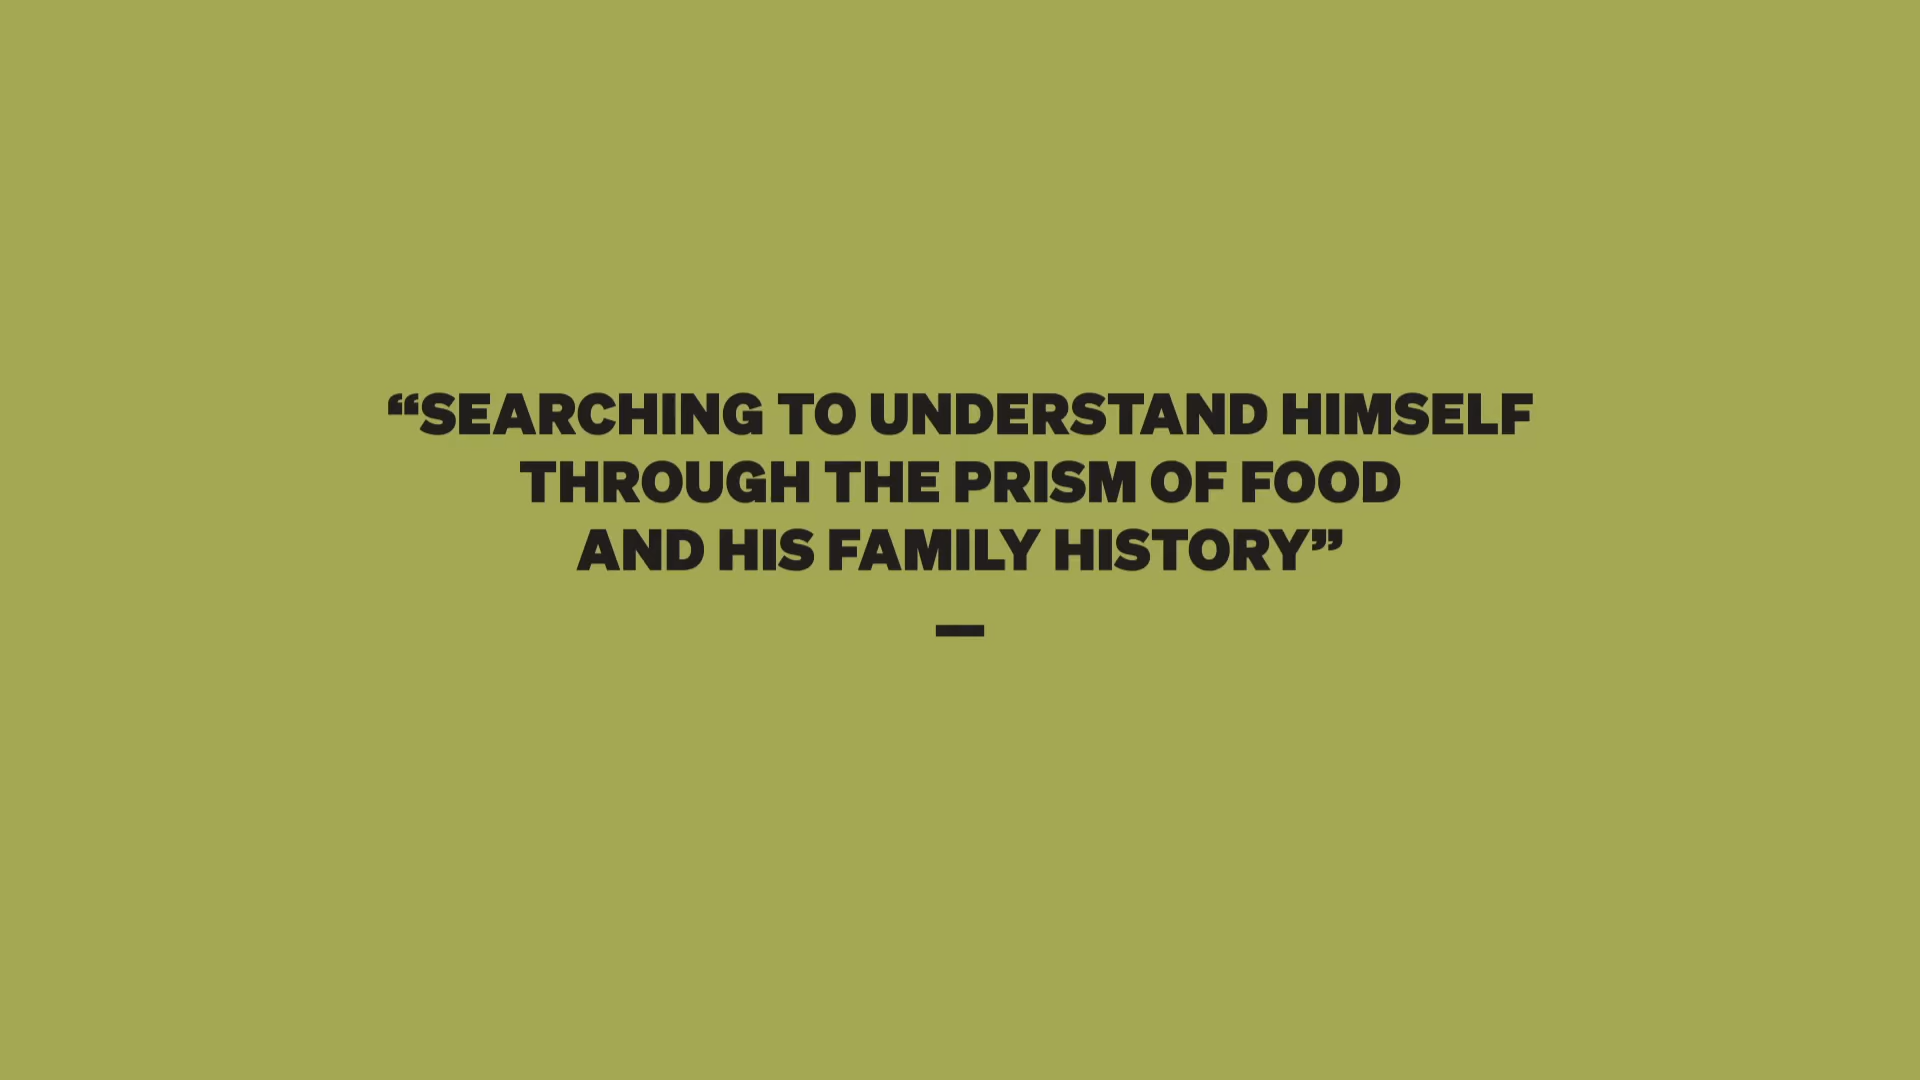 “SEARCHING TO UNDERSTAND HIMSELF
THROUGH THE PRISM OF FOOD
AND HIS FAMILY HISTORY”
—